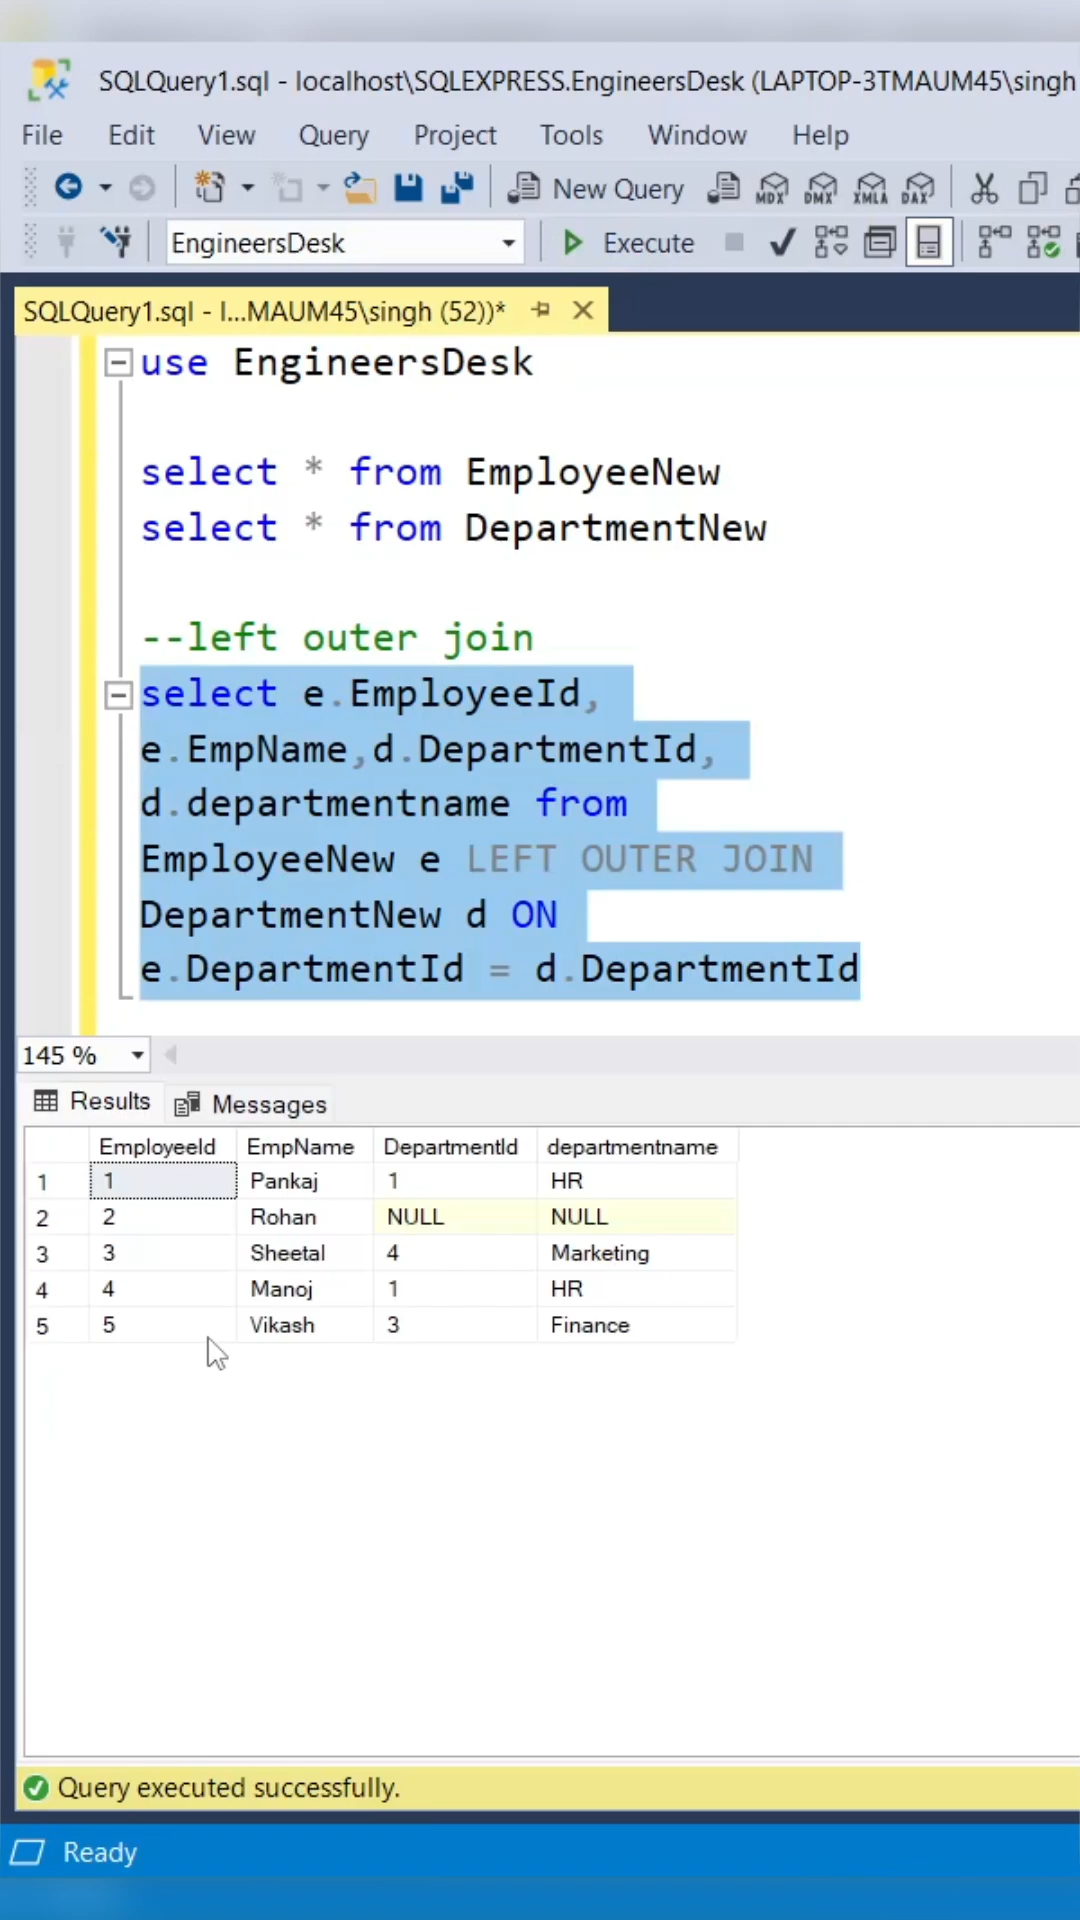 SQLQuery1.sql - localhost\SQLEXPRESS.EngineersDesk (LAPTOP-3TMAUM45\singh
File Edit View Query Project Tools Window Help
New Query MDX DMX XMLA DAX
EngineersDesk Execute
SQLQuery1.sql - l...MAUM45\singh (52))*
use EngineersDesk
select * from EmployeeNew
select * from DepartmentNew
--left outer join
select e.EmployeeId,
e.EmpName,d.DepartmentId,
d.departmentname from
EmployeeNew e LEFT OUTER JOIN
DepartmentNew d ON
e.DepartmentId = d.DepartmentId
145 %
Results Messages
EmployeeId EmpName DepartmentId departmentname
1 1 Pankaj 1 HR
2 2 Rohan NULL NULL
3 3 Sheetal 4 Marketing
4 4 Manoj 1 HR
5 5 Vikash 3 Finance
Query executed successfully.
Ready